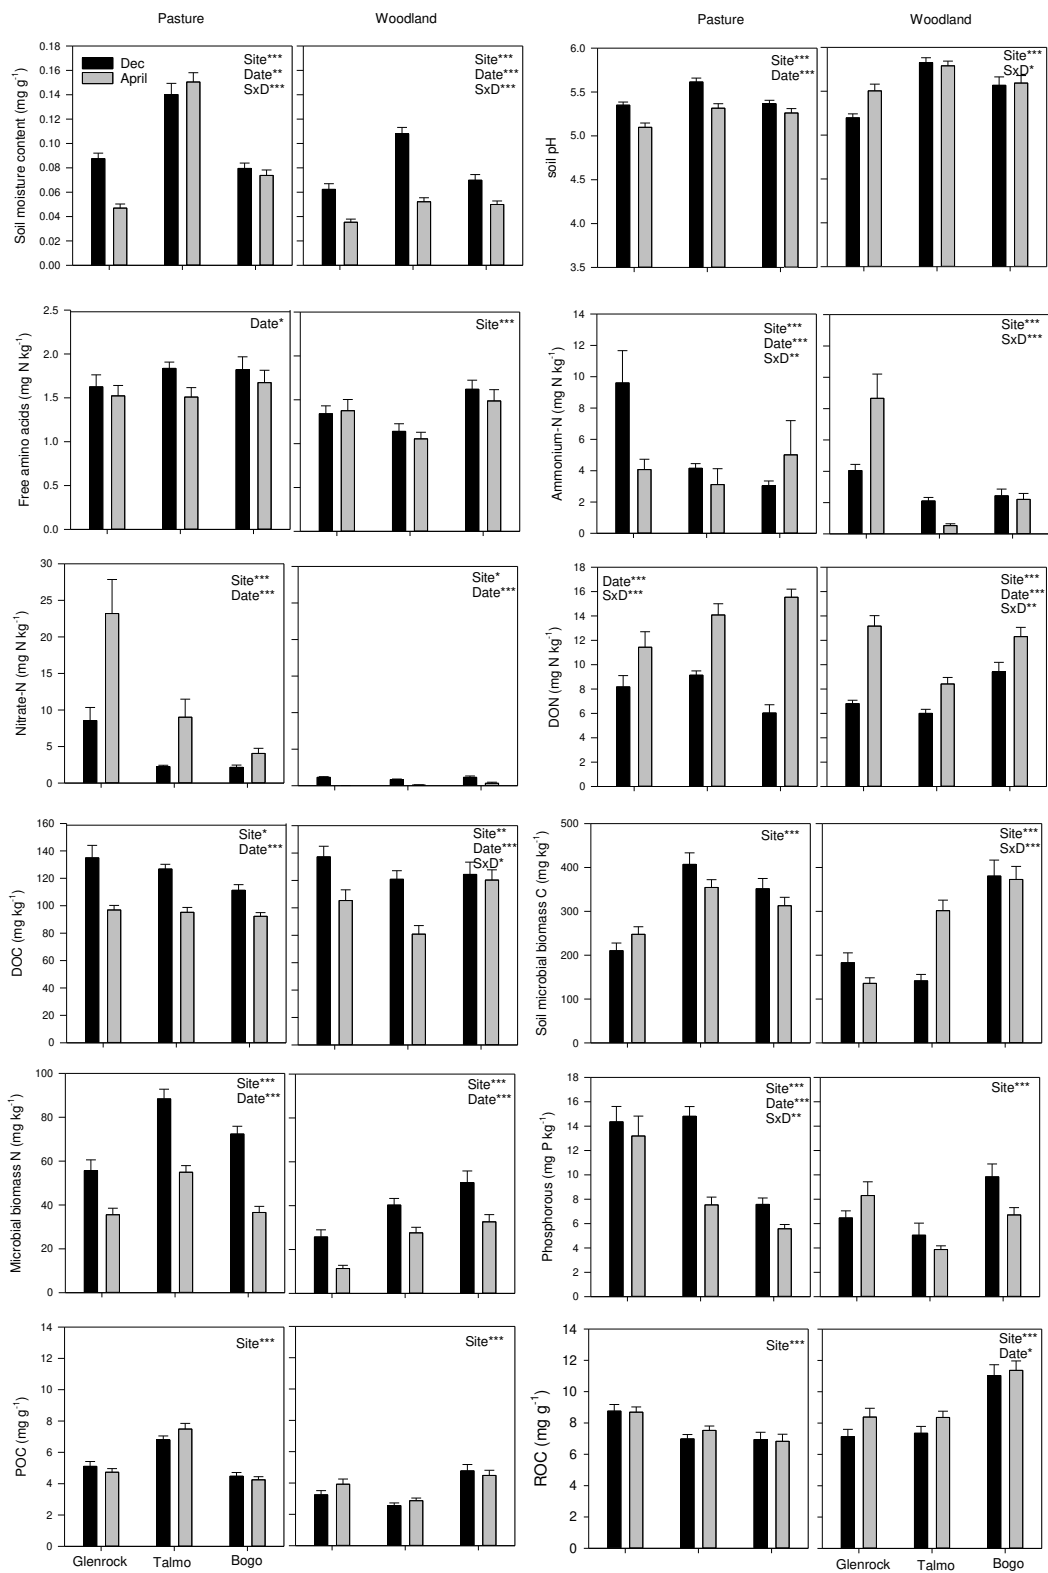 Pasture
Woodland
Pasture
Woodland
Soil moisture content (mg g-1)
0.18
0.16
0.14
0.12
0.10
0.08
0.06
0.04
0.02
0.00
Dec
April
Site***
Date**
SxD***
Site***
Date***
SxD***
soil pH
6.0
5.5
5.0
4.5
4.0
3.5
Site***
Date***
Site***
SxD*
Free amino acids (mg N kg-1)
2.5
2.0
1.5
1.0
0.5
0.0
Date*
Site***
Ammonium-N (mg N kg-1)
14
12
10
8
6
4
2
0
Site***
Date***
SxD**
Site***
SxD***
Nitrate-N (mg N kg-1)
30
25
20
15
10
5
0
Site***
Date***
Site*
Date***
DON (mg N kg-1)
18
16
14
12
10
8
6
4
2
0
Date***
SxD***
Site***
Date***
SxD**
DOC (mg kg-1)
160
140
120
100
80
60
40
20
0
Site*
Date***
Site**
Date***
SxD*
Soil microbial biomass C (mg kg-1)
500
400
300
200
100
0
Site***
Site***
SxD***
Microbial biomass N (mg kg-1)
100
80
60
40
20
0
Site***
Date***
Site***
Date***
Phosphorous (mg P kg-1)
18
16
14
12
10
8
6
4
2
0
Site***
Date***
SxD**
Site***
POC (mg g-1)
14
12
10
8
6
4
2
0
Site***
Site***
Glenrock
Talmo
Bogo
ROC (mg g-1)
14
12
10
8
6
4
2
0
Site***
Site***
Date*
Glenrock
Talmo
Bogo